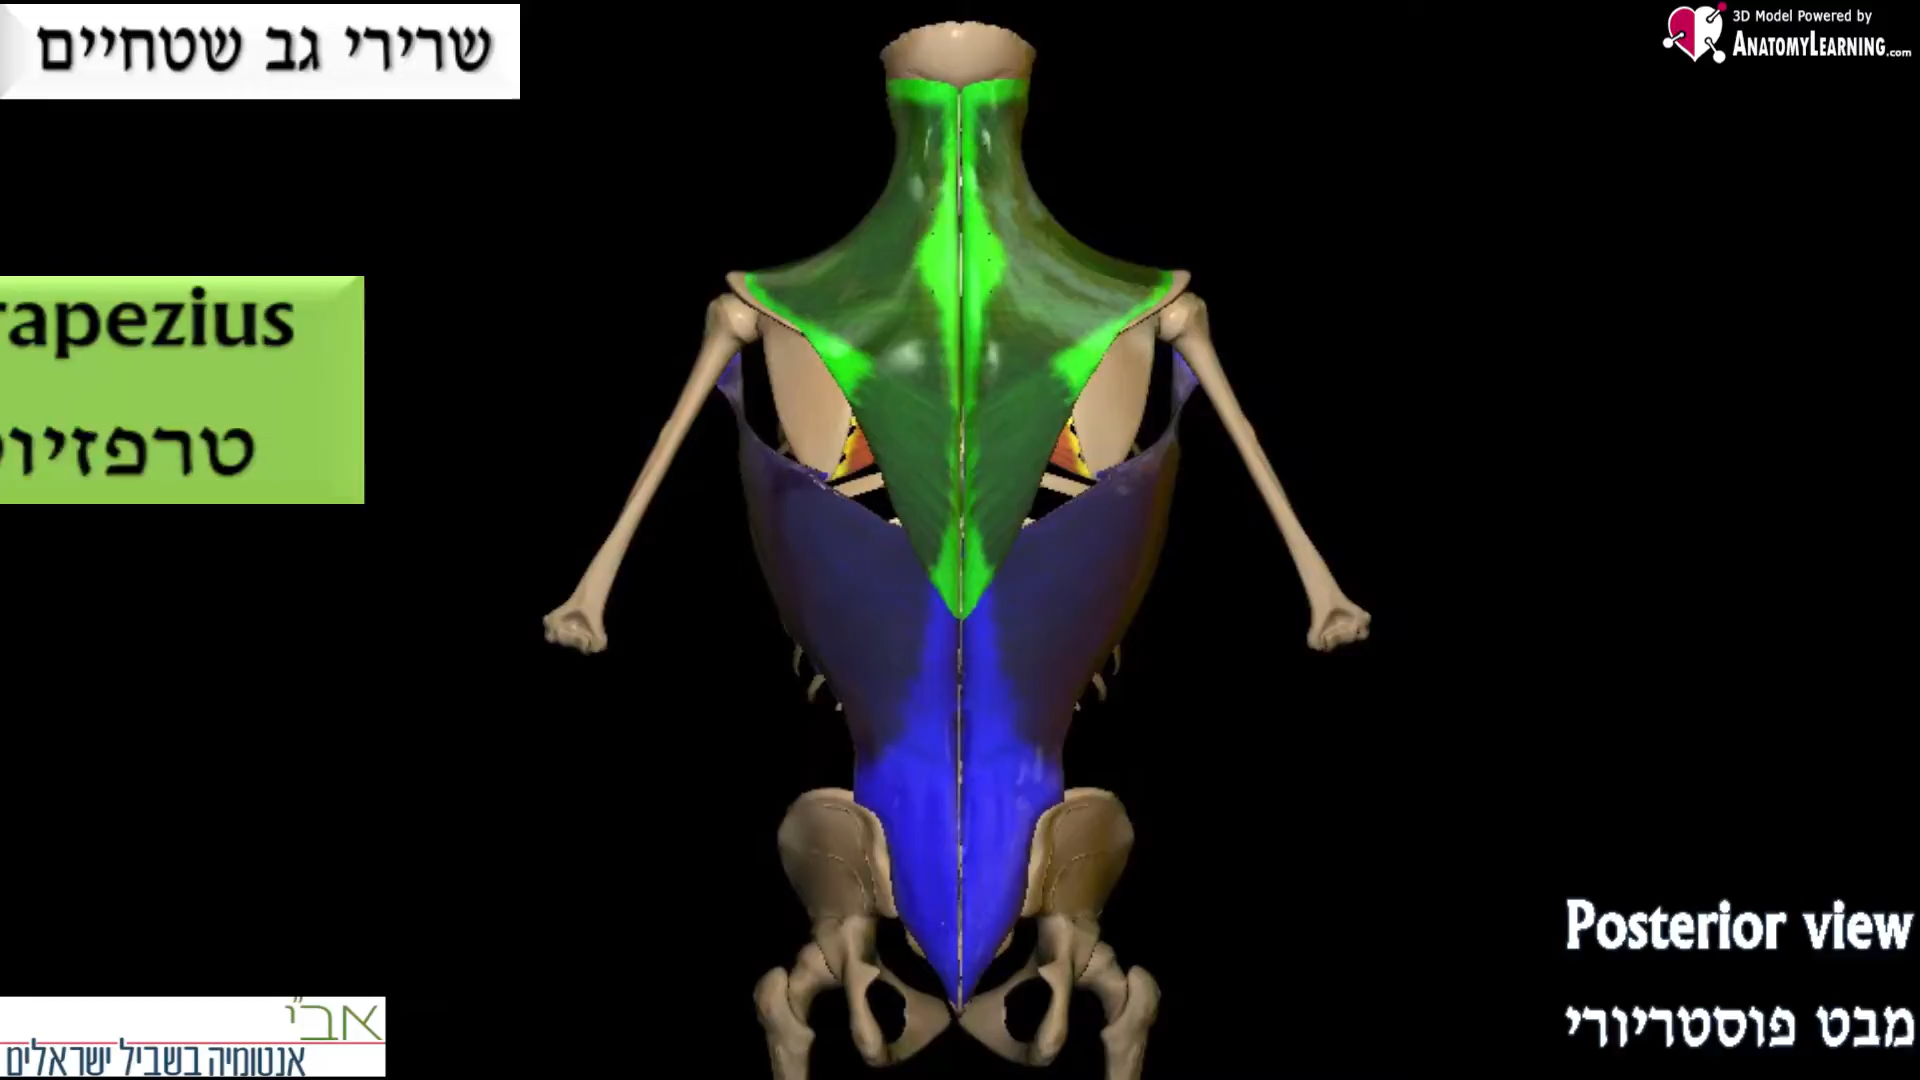 שרירי גב שטחיים
3D Model Powered by
ANATOMYLEARNING.com
rapezius
טרפזיו
Posterior view
מבט פוסטריורי
אב"י
אנטומיה בשביל ישראלים